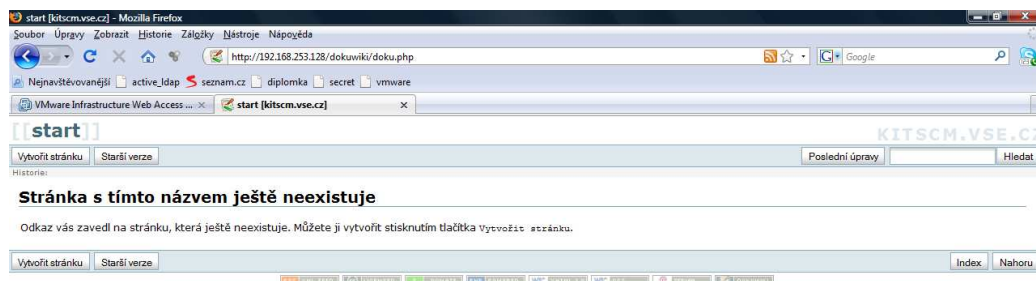 start [kitscm.vse.cz] - Mozilla Firefox
Soubor Úpravy Zobrazit Historie Záložky Nástroje Nápověda
http://192.168.253.128/dokuwiki/doku.php G Google
Nejnavštěvovanější active_ldap seznam.cz diplomka secret vmware
VMware Infrastructure Web Access ... start [kitscm.vse.cz]
[[start]] KITSCM.VSE.CZ
Vytvořit stránku Starší verze Poslední úpravy Hledat
Historie:
Stránka s tímto názvem ještě neexistuje
Odkaz vás zavedl na stránku, která ještě neexistuje. Můžete ji vytvořit stisknutím tlačítka Vytvořit stránku.
Vytvořit stránku Starší verze Index Nahoru